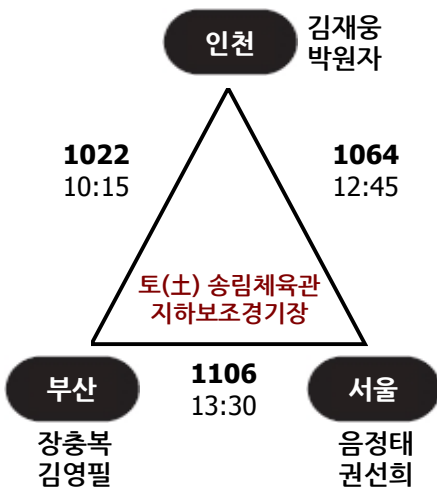 인천
김재웅
박원자
1022
10:15
1064
12:45
토(土) 송림체육관
지하보조경기장
부산
1106
13:30
서울
장충복
김영필
음정태
권선희